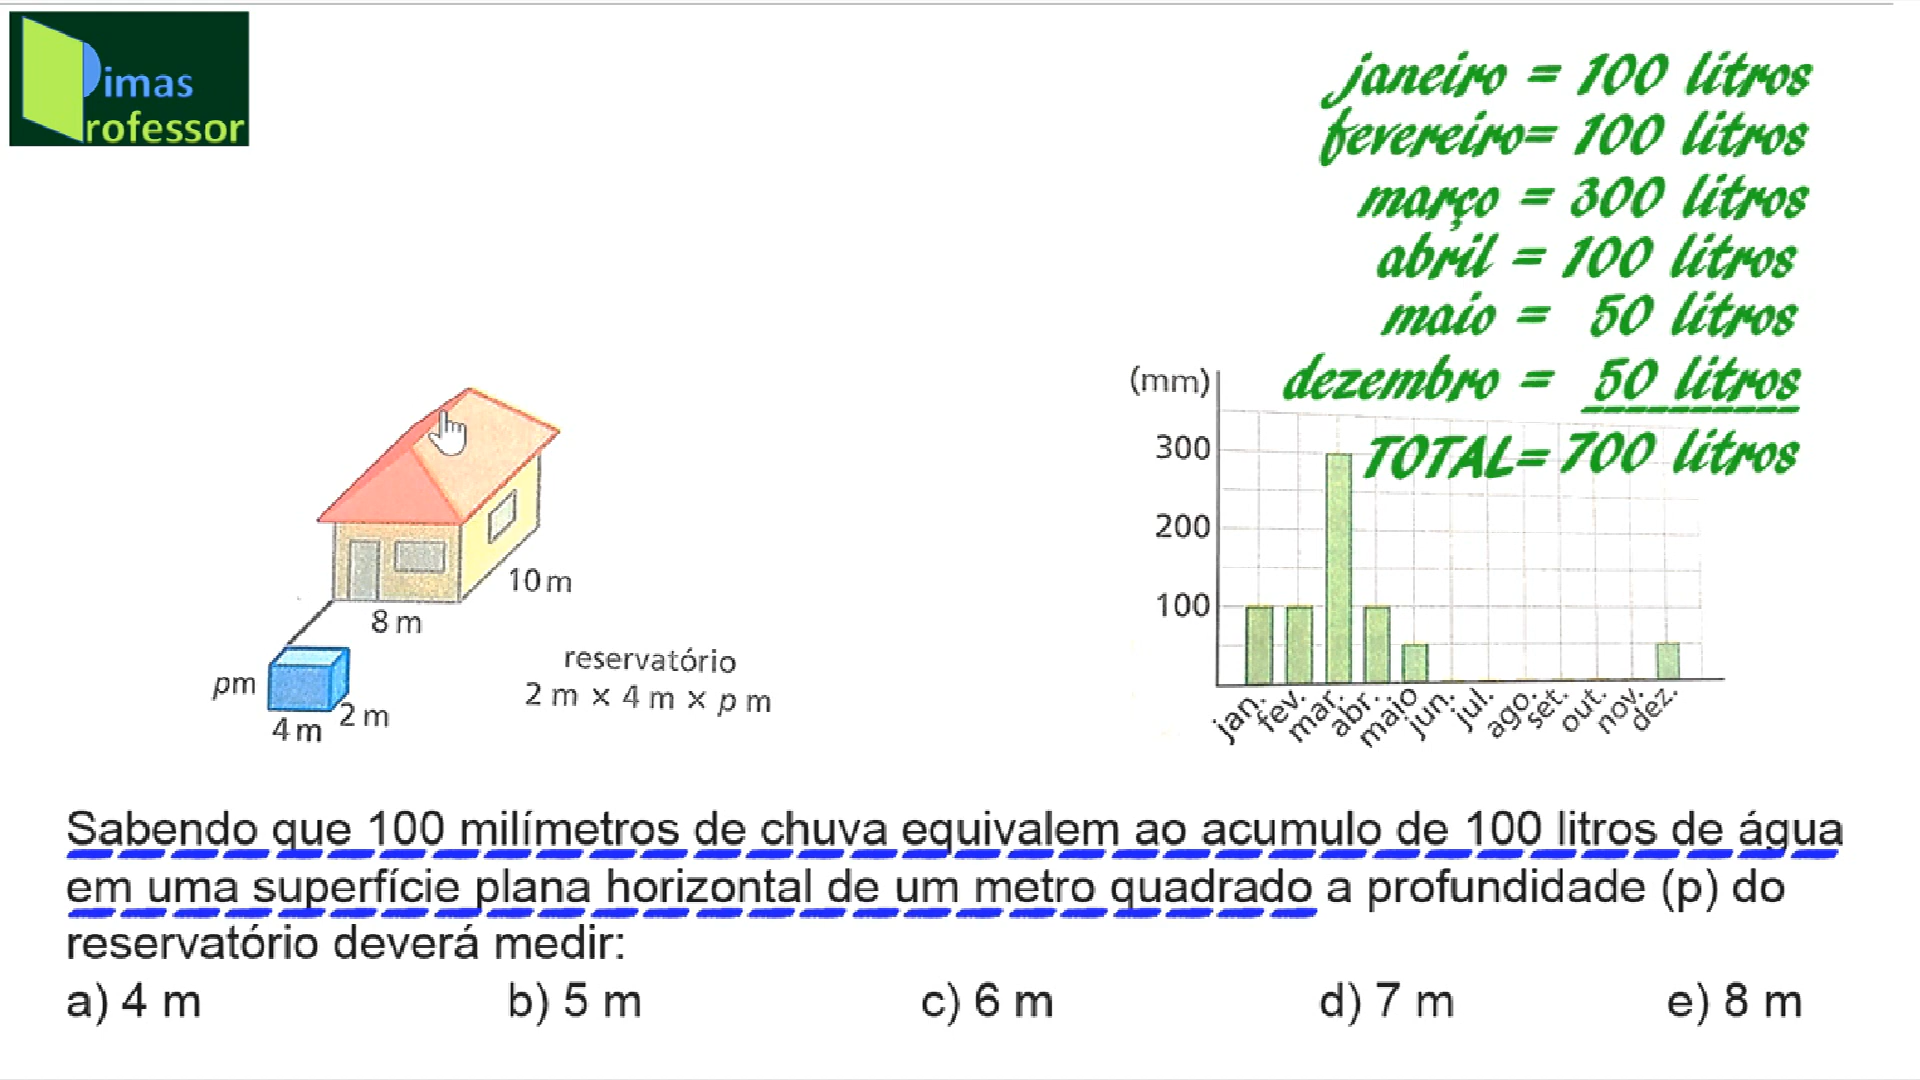 Dimas
Professor
janeiro = 100 litros
fevereiro= 100 litros
março = 300 litros
abril = 100 litros
maio = 50 litros
dezembro = 50 litros
TOTAL= 700 litros
(mm)
300
200
100
jan. fev. mar. abr. maio jun. jul. ago. set. out. nov. dez.
10 m
8 m
pm
4 m
2 m
reservatório
2 m × 4 m × p m
Sabendo que 100 milímetros de chuva equivalem ao acumulo de 100 litros de água
em uma superfície plana horizontal de um metro quadrado a profundidade (p) do
reservatório deverá medir:
a) 4 m b) 5 m c) 6 m d) 7 m e) 8 m